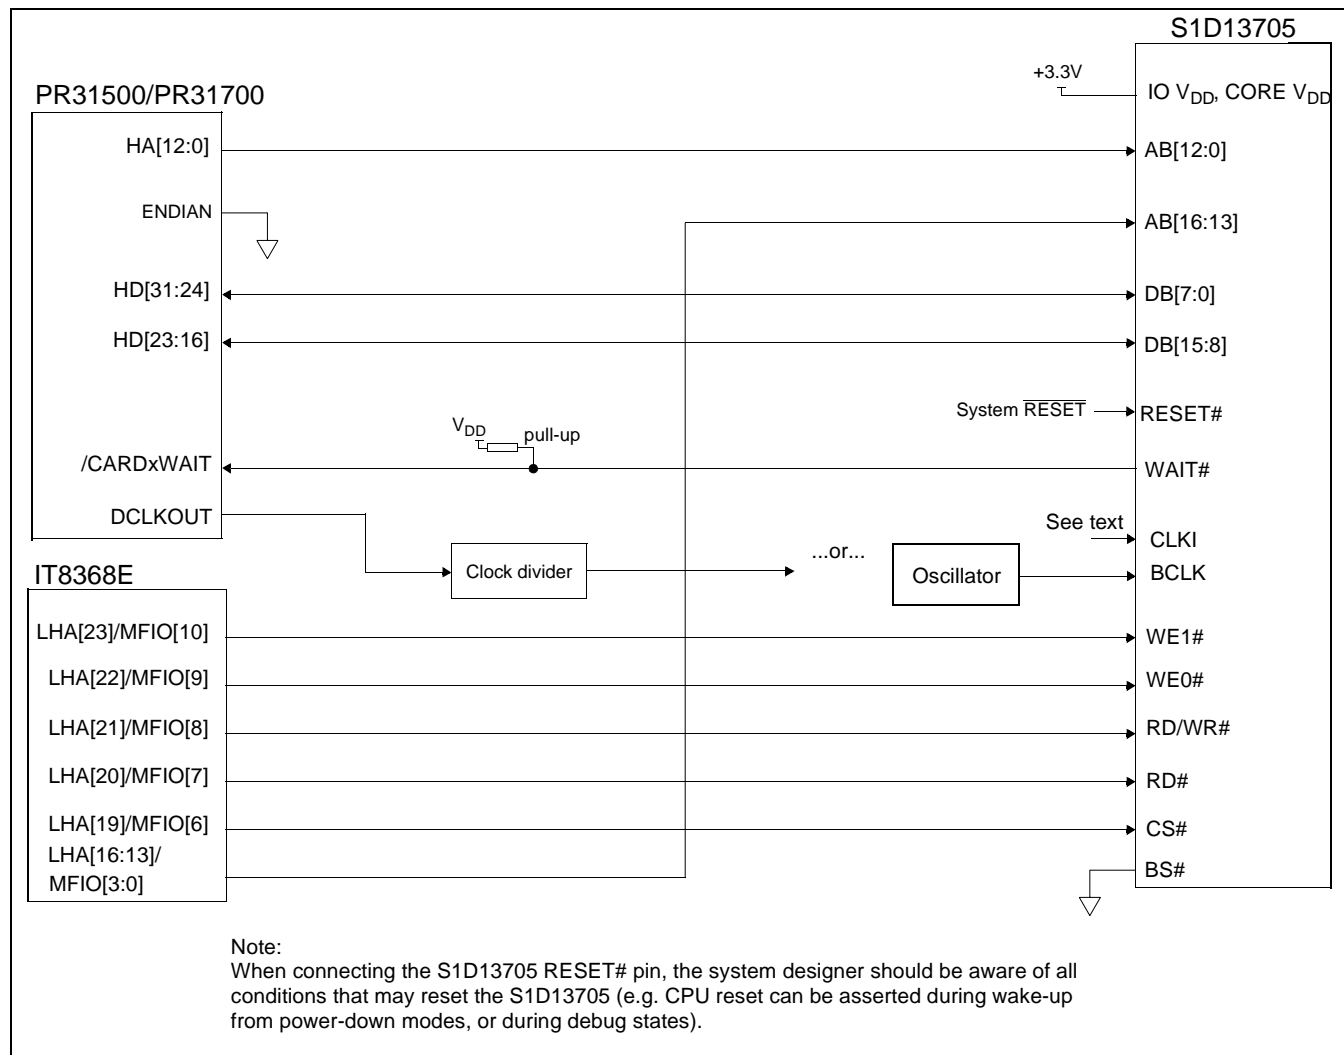 S1D13705
+3.3V
IO VDD, CORE VDD
PR31500/PR31700
HA[12:0]
AB[12:0]
ENDIAN
AB[16:13]
HD[31:24]
DB[7:0]
HD[23:16]
DB[15:8]
System RESET
RESET#
VDD
pull-up
/CARDxWAIT
WAIT#
DCLKOUT
See text
CLKI
...or...
Clock divider
Oscillator
BCLK
IT8368E
LHA[23]/MFIO[10]
WE1#
LHA[22]/MFIO[9]
WE0#
LHA[21]/MFIO[8]
RD/WR#
LHA[20]/MFIO[7]
RD#
LHA[19]/MFIO[6]
CS#
LHA[16:13]/
MFIO[3:0]
BS#
Note:
When connecting the S1D13705 RESET# pin, the system designer should be aware of all
conditions that may reset the S1D13705 (e.g. CPU reset can be asserted during wake-up
from power-down modes, or during debug states).